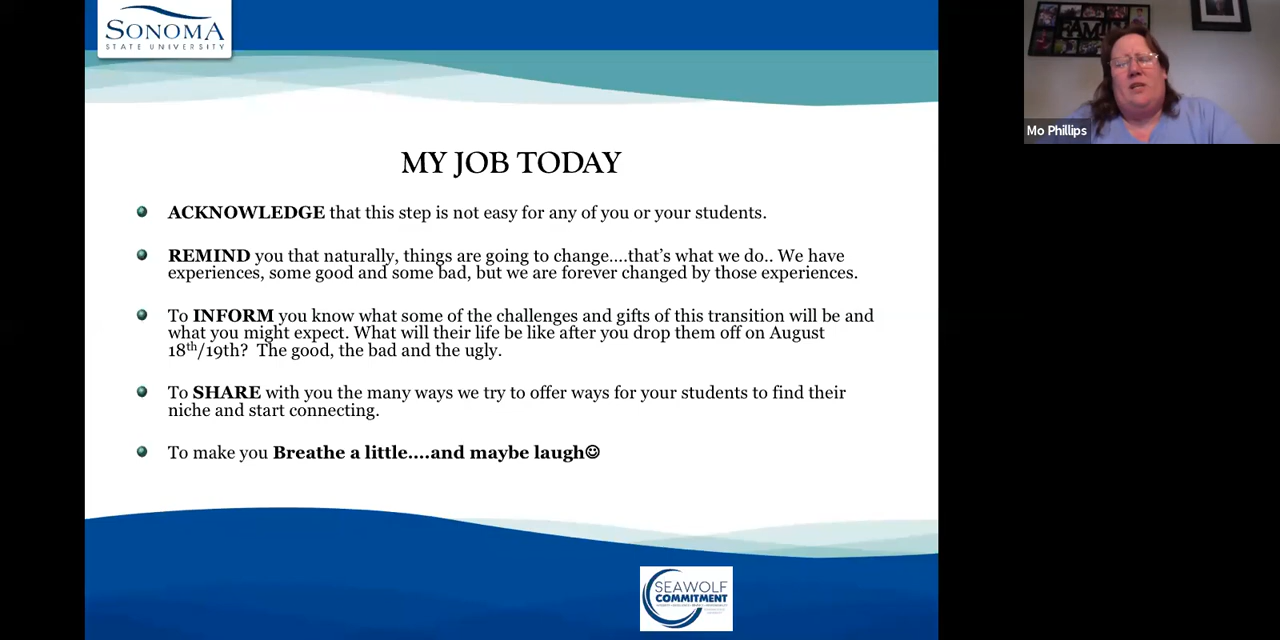 SONOMA
STATE UNIVERSITY
FAMILY
Mo Phillips
MY JOB TODAY
ACKNOWLEDGE that this step is not easy for any of you or your students.
REMIND you that naturally, things are going to change....that's what we do.. We have
experiences, some good and some bad, but we are forever changed by those experiences.
To INFORM you know what some of the challenges and gifts of this transition will be and
what you might expect. What will their life be like after you drop them off on August
18th/19th? The good, the bad and the ugly.
To SHARE with you the many ways we try to offer ways for your students to find their
niche and start connecting.
To make you Breathe a little....and maybe laugh☺
SEAWOLF
COMMITMENT